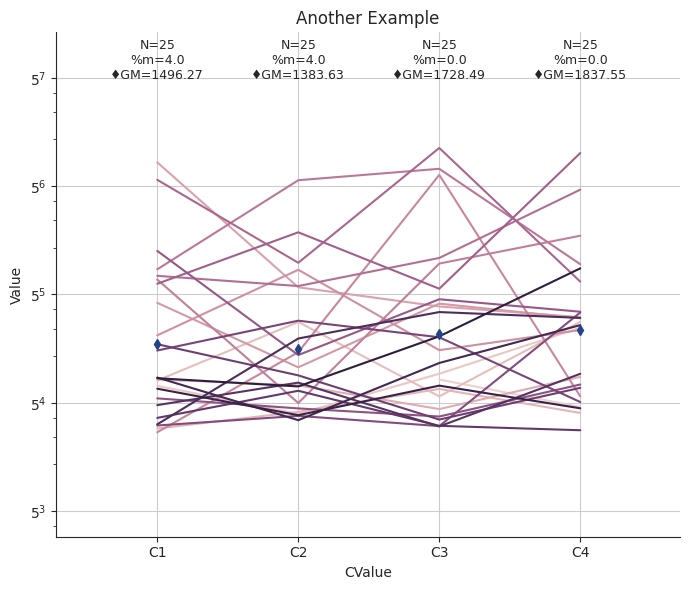 Another Example
N=25 N=25 N=25 N=25
%m=4.0 %m=4.0 %m=0.0 %m=0.0
♦GM=1496.27 ♦GM=1383.63 ♦GM=1728.49 ♦GM=1837.55
5⁷
5⁶
5⁵
5⁴
5³
Value
C1 C2 C3 C4
CValue